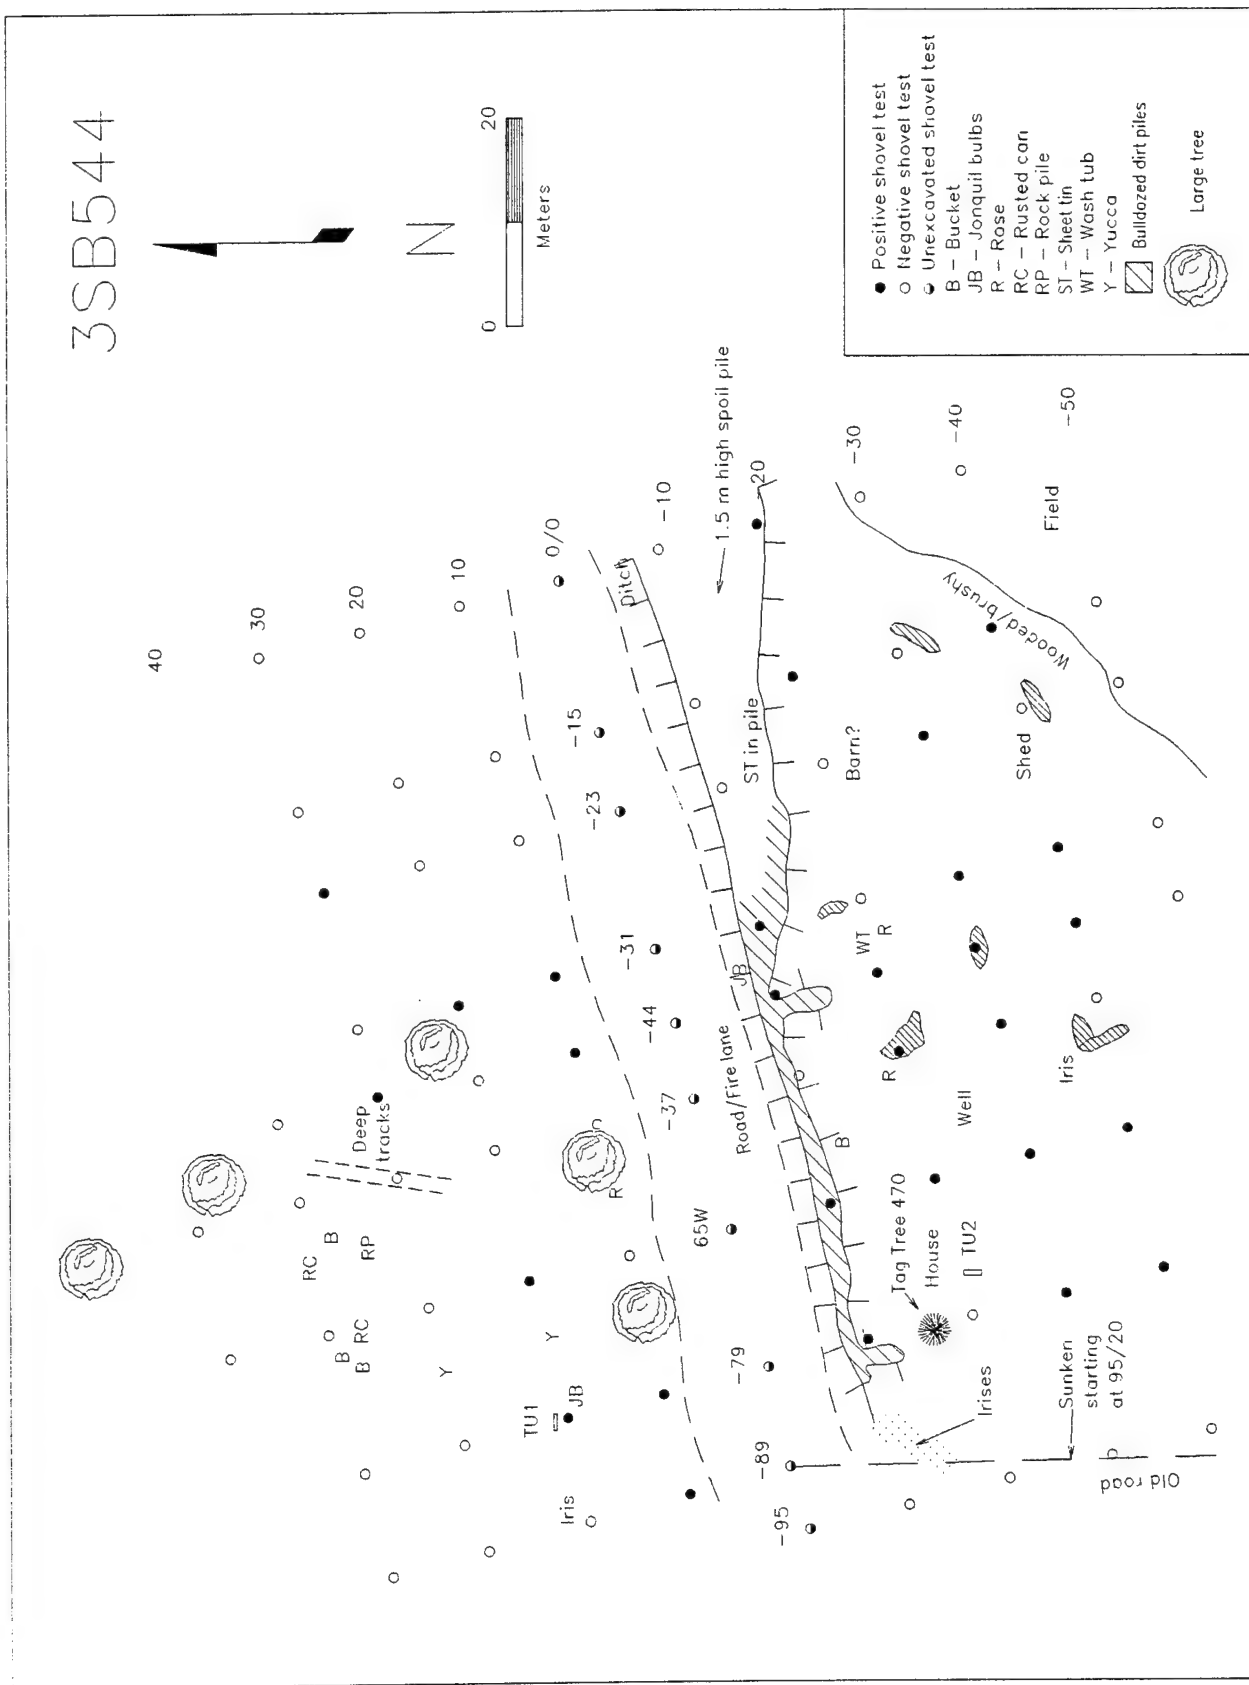 3SB544
N
0 20
Meters
40
30
20
10
0/0
-10
20
-30
-40
-50
-15
-23
-31
-44
-37
65W
-79
-89
-95
Deep
tracks
RC
B
RP
B
RC
B
Y
Y
R
TU1
JB
Iris
Road/Fire lane
Ditch
1.5 m high spoil pile
ST in pile
JB
B
Barn?
WT
R
R
Shed
Wooded/brushy
Field
Well
Iris
Tag Tree 470
House
TU2
Irises
Sunken
starting
at 95/20
Old road
Positive shovel test
Negative shovel test
Unexcavated shovel test
B – Bucket
JB – Jonquil bulbs
R – Rose
RC – Rusted can
RP – Rock pile
ST – Sheet tin
WT – Wash tub
Y – Yucca
Bulldozed dirt piles
Large tree